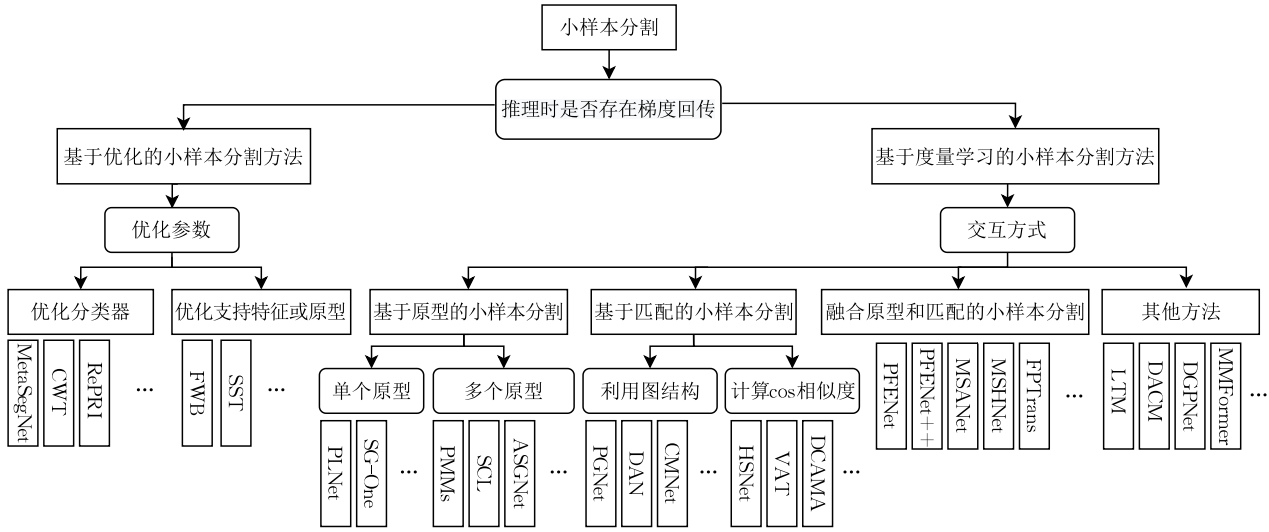 小样本分割
推理时是否存在梯度回传
基于优化的小样本分割方法
基于度量学习的小样本分割方法
优化参数
交互方式
优化分类器
优化支持特征或原型
基于原型的小样本分割
基于匹配的小样本分割
融合原型和匹配的小样本分割
其他方法
MetaSegNet
CWT
RePRI
...
FWB
SST
...
单个原型
多个原型
利用图结构
计算cos相似度
PFENet
PFENet++
MSANet
MSHNet
FPTrans
...
LTM
DACM
DGPNet
MMFormer
...
PLNet
SG-One
...
PMMs
SCL
ASGNet
...
PGNet
DAN
CMNet
...
HSNet
VAT
DCAMA
...